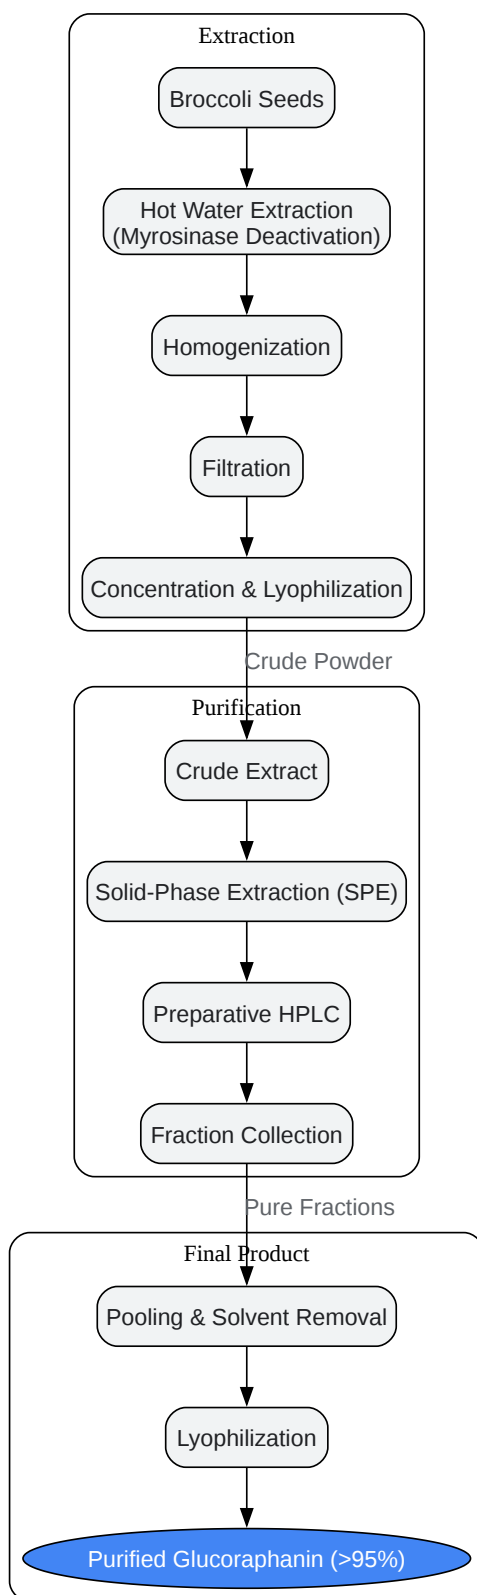 Extraction
Broccoli Seeds
Hot Water Extraction
(Myrosinase Deactivation)
Homogenization
Filtration
Concentration & Lyophilization
Crude Powder
Purification
Crude Extract
Solid-Phase Extraction (SPE)
Preparative HPLC
Fraction Collection
Pure Fractions
Final Product
Pooling & Solvent Removal
Lyophilization
Purified Glucoraphanin (>95%)